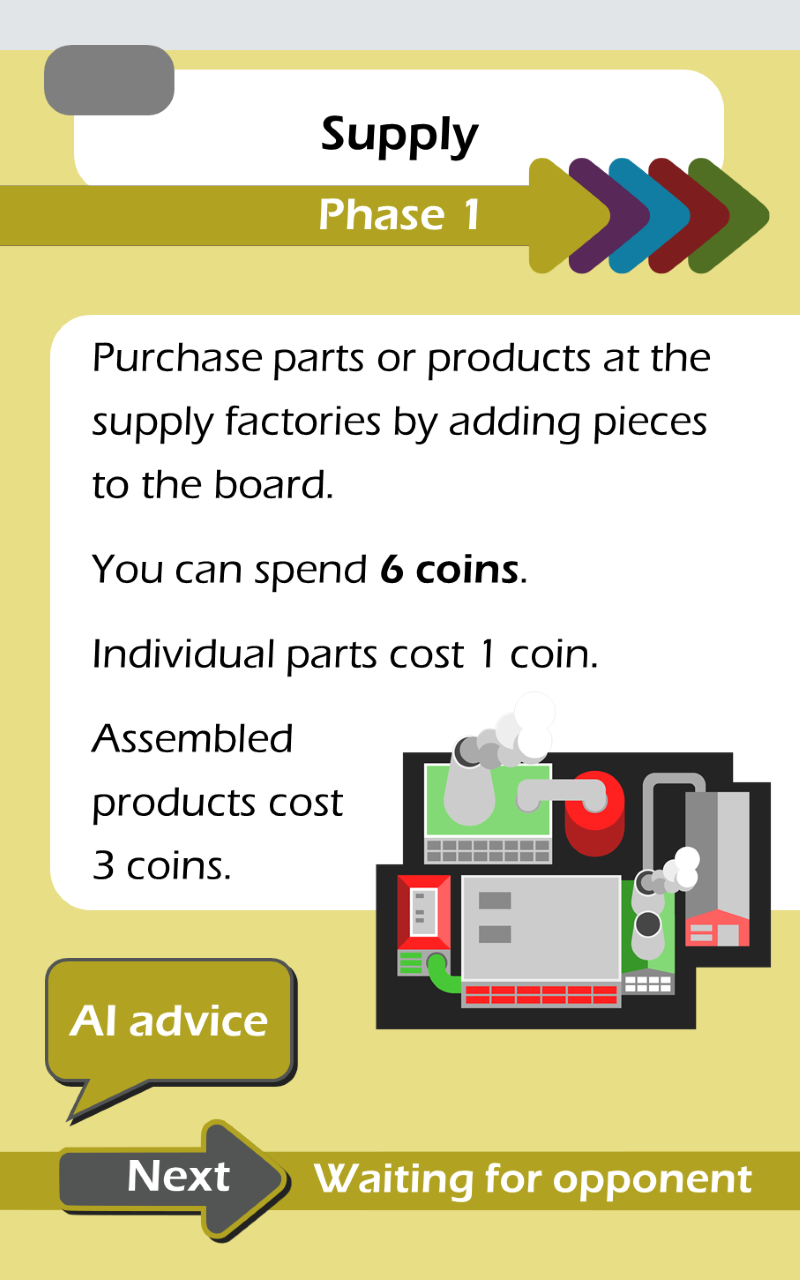 Supply
Phase 1
Purchase parts or products at the
supply factories by adding pieces
to the board.
You can spend 6 coins.
Individual parts cost 1 coin.
Assembled
products cost
3 coins.
AI advice
Next
Waiting for opponent